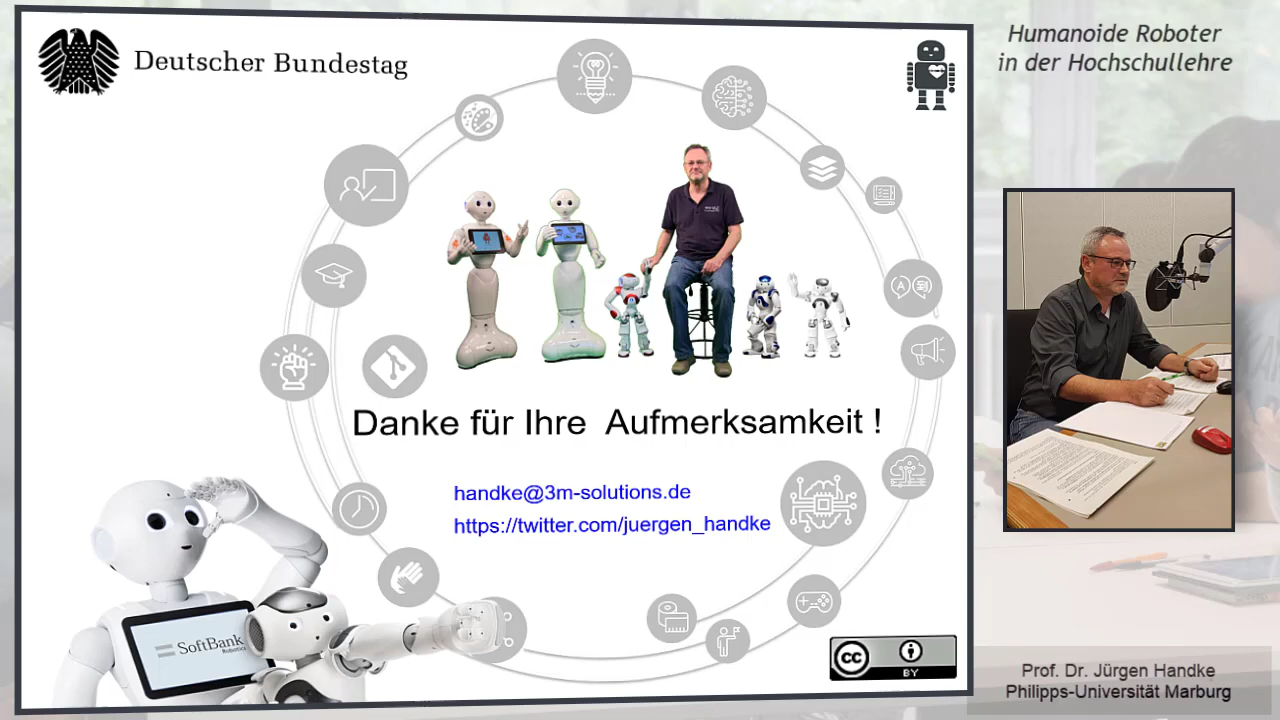 Deutscher Bundestag
Humanoide Roboter
in der Hochschullehre
A
Danke für Ihre Aufmerksamkeit !
handke@3m-solutions.de
https://twitter.com/juergen_handke
SoftBank
Robotics
cc
BY
Prof. Dr. Jürgen Handke
Philipps-Universität Marburg